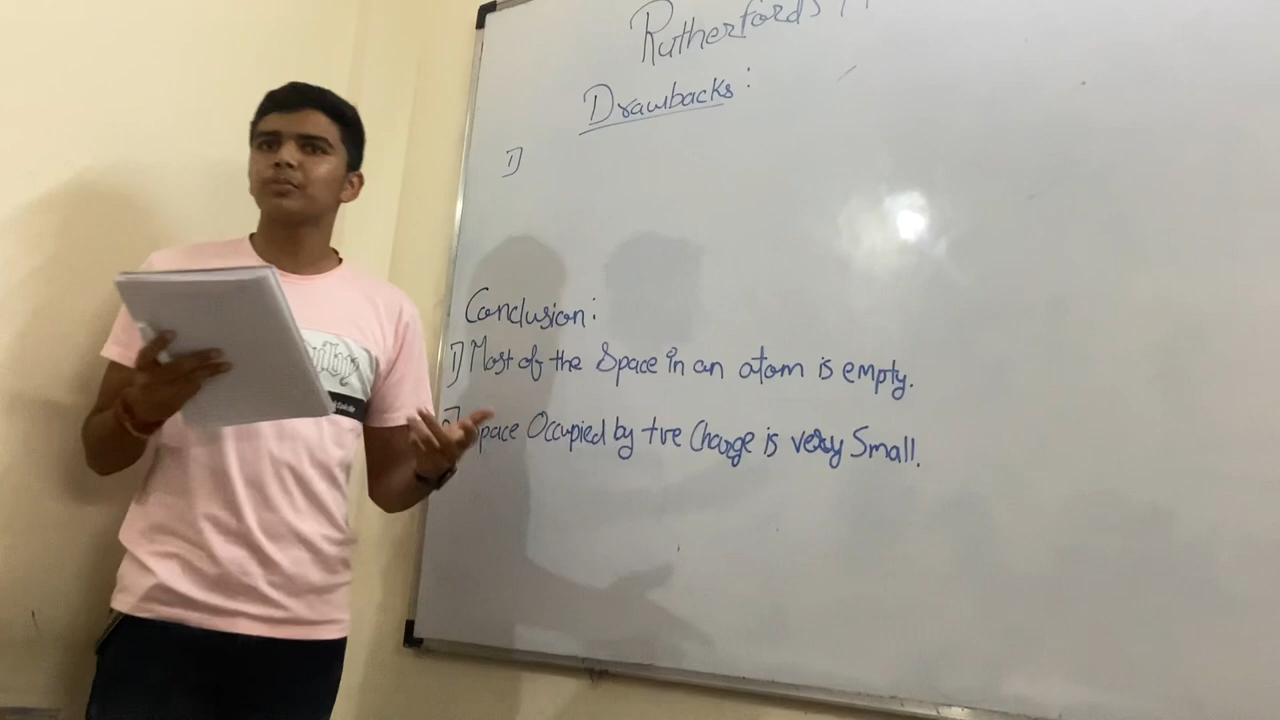 Rutherford's
Drawbacks:
1)
Conclusion:
1) Most of the Space in an atom is empty.
Space Occupied by +ve Charge is very Small.